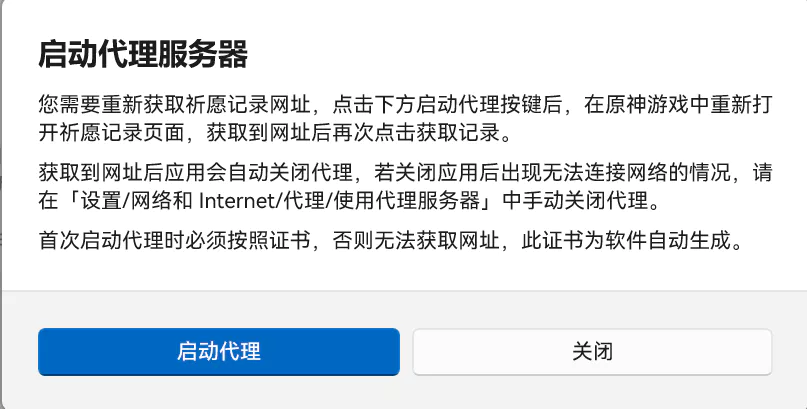 启动代理服务器
您需要重新获取祈愿记录网址，点击下方启动代理按键后，在原神游戏中重新打
开祈愿记录页面，获取到网址后再次点击获取记录。
获取到网址后应用会自动关闭代理，若关闭应用后出现无法连接网络的情况，请
在「设置/网络和 Internet/代理/使用代理服务器」中手动关闭代理。
首次启动代理时必须按照证书，否则无法获取网址，此证书为软件自动生成。
启动代理
关闭